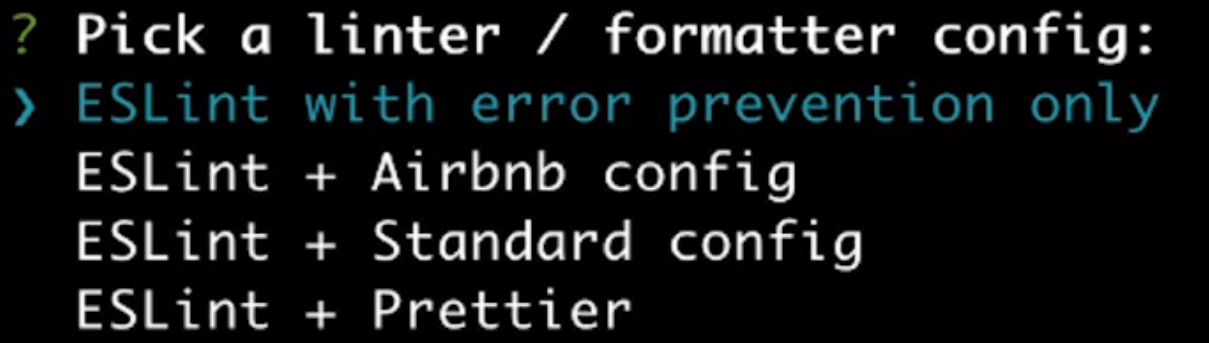 ? Pick a linter / formatter config:
❯ ESLint with error prevention only
ESLint + Airbnb config
ESLint + Standard config
ESLint + Prettier